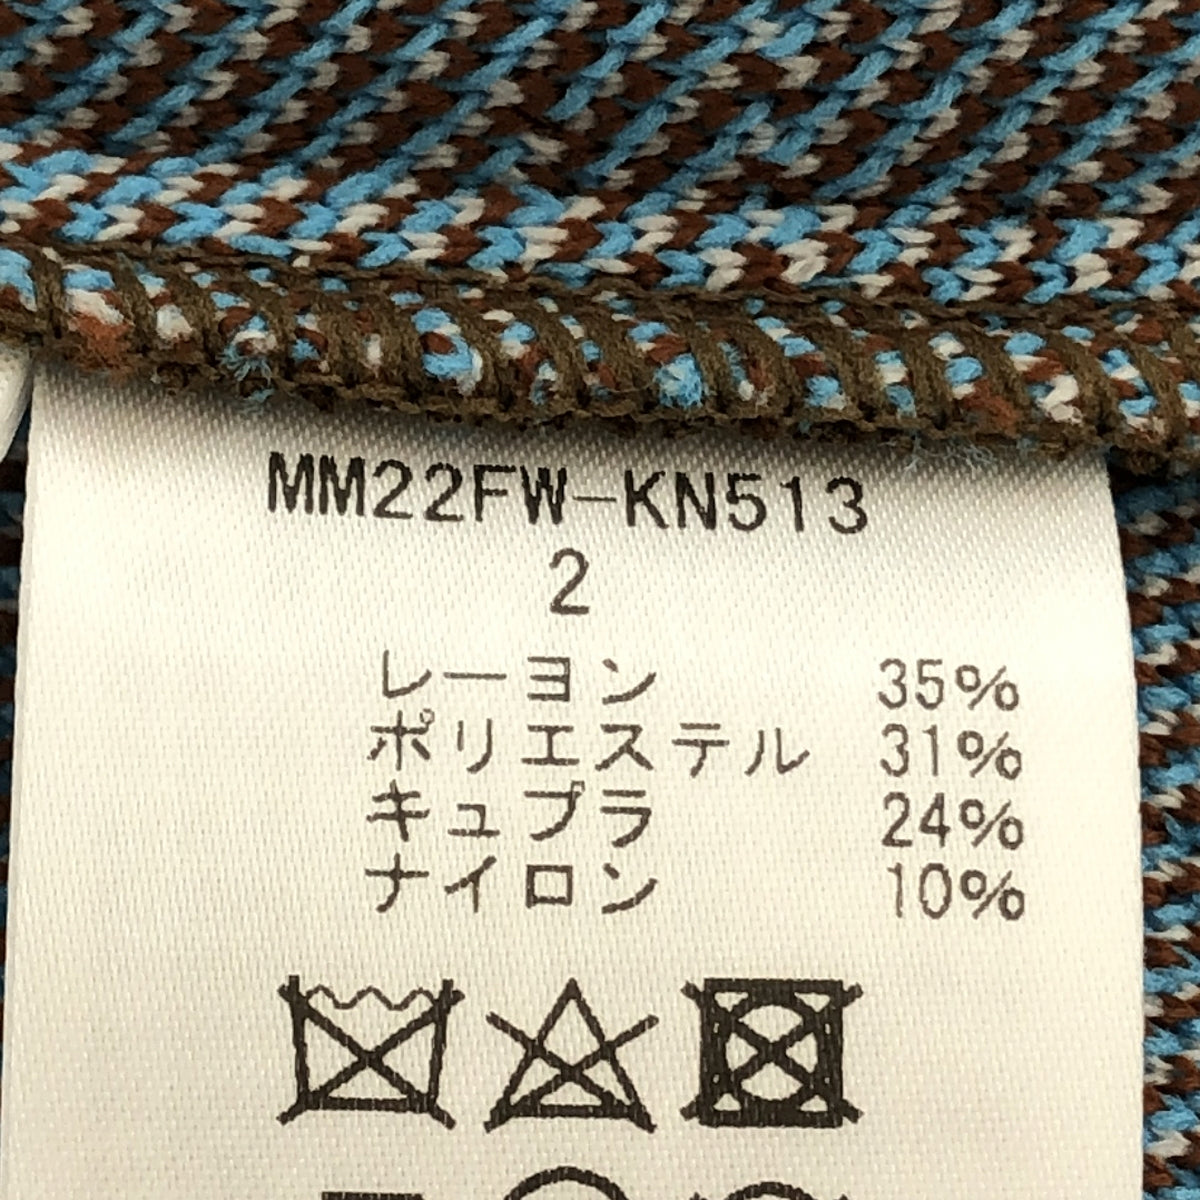 MM22FW-KN513
2
レーヨン 35%
ポリエステル 31%
キュプラ 24%
ナイロン 10%